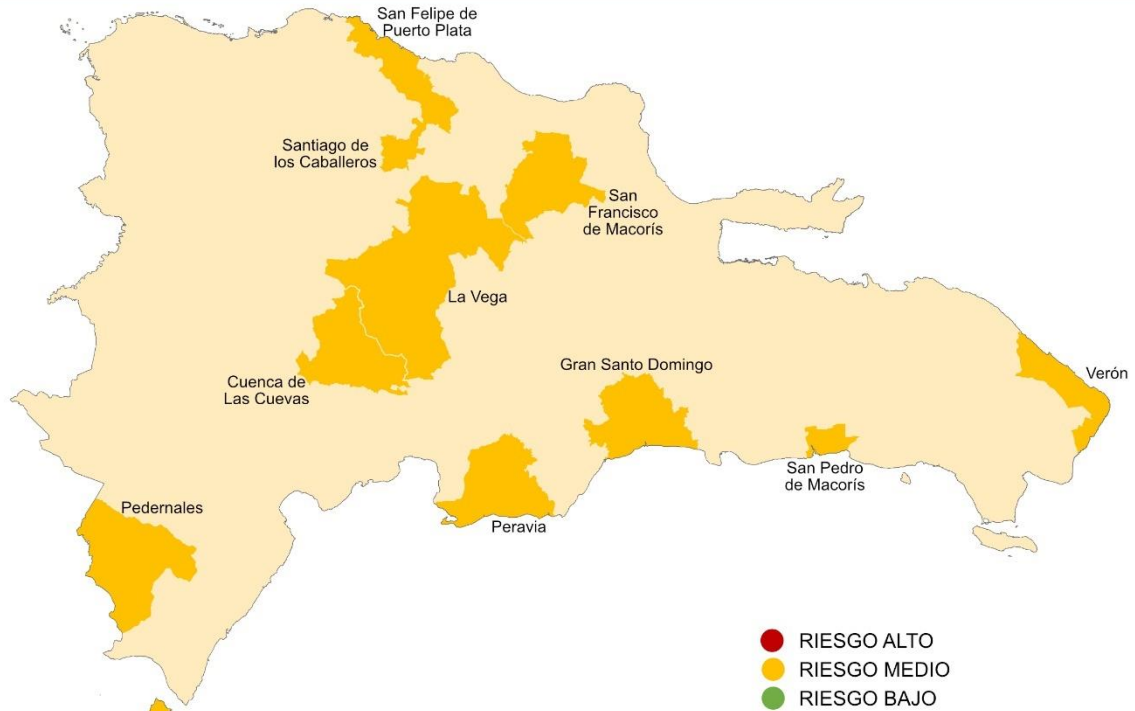 San Felipe de
Puerto Plata
Santiago de
los Caballeros
San
Francisco
de Macorís
La Vega
Cuenca de
Las Cuevas
Gran Santo Domingo
Verón
San Pedro
de Macorís
Pedernales
Peravia
RIESGO ALTO
RIESGO MEDIO
RIESGO BAJO